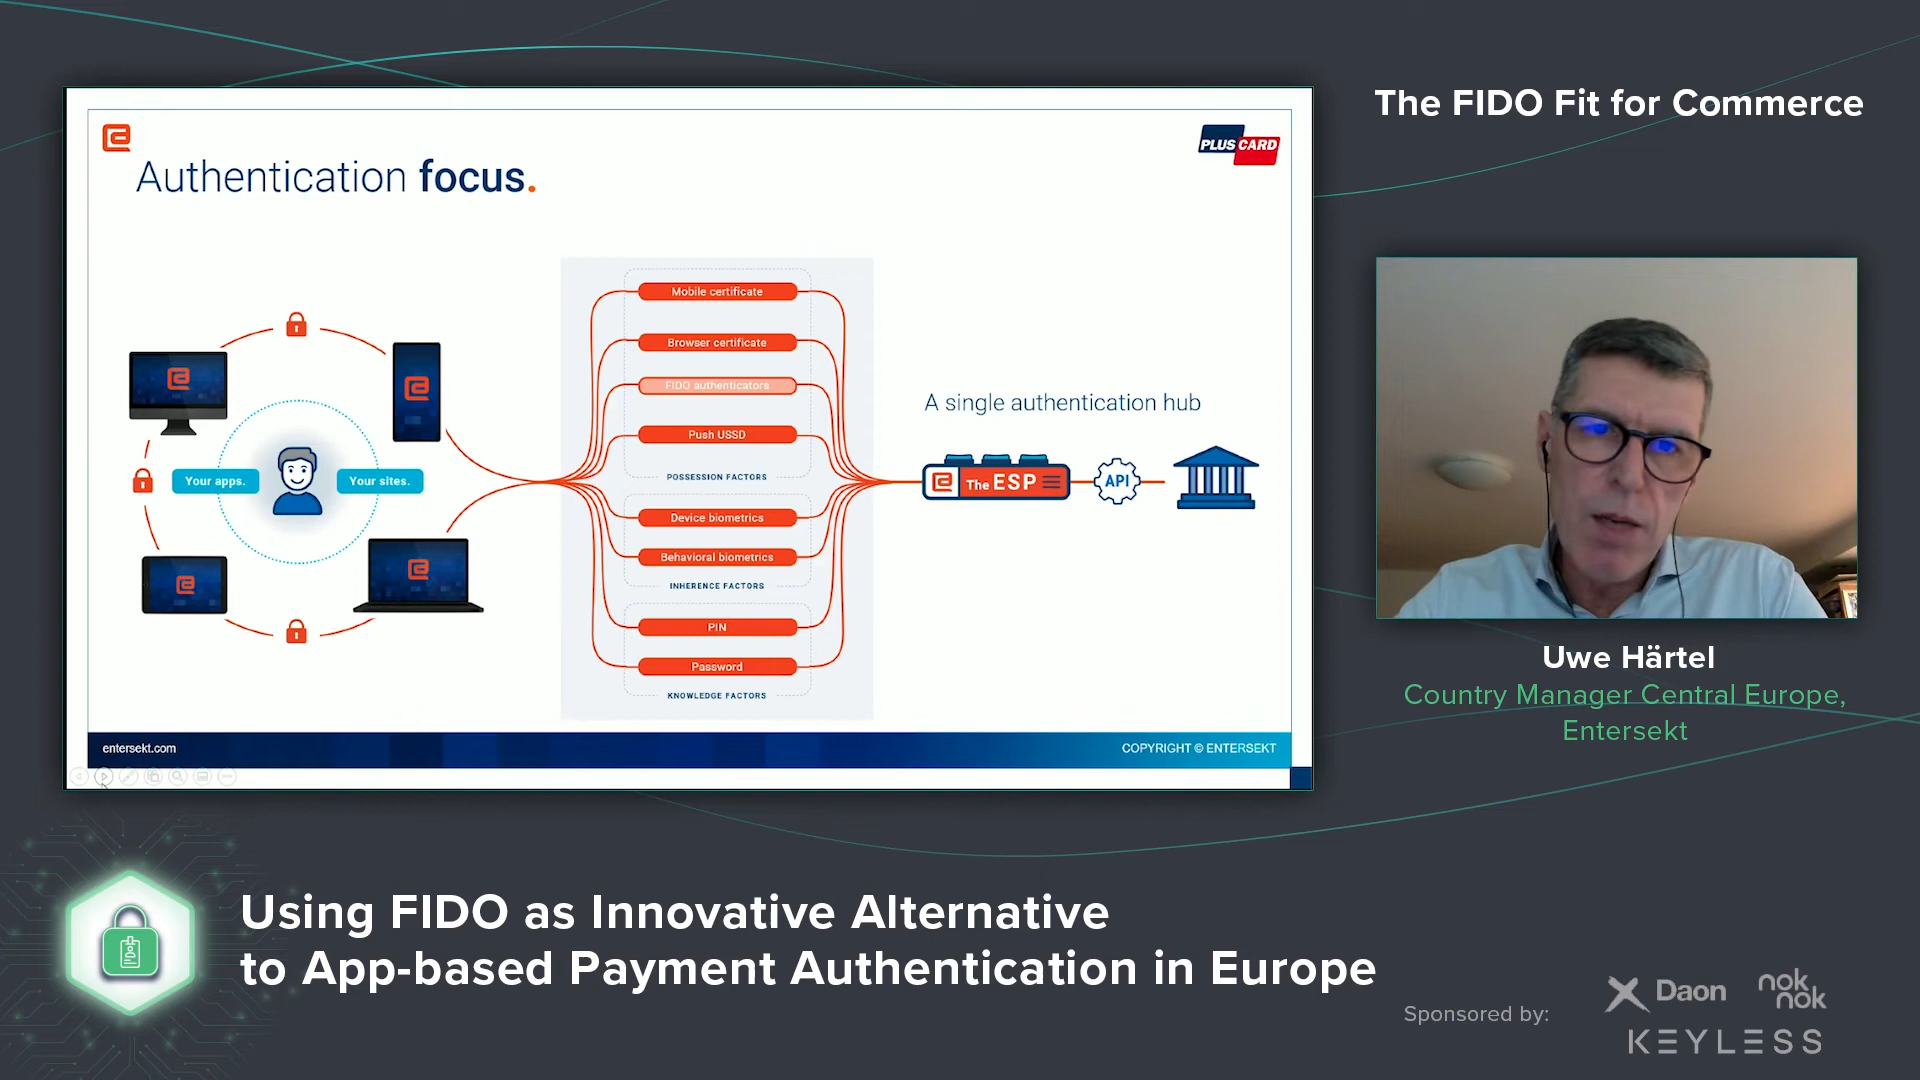 The FIDO Fit for Commerce
PLUSCARD
Authentication focus.
Mobile certificate
Browser certificate
FIDO authenticators
Push USSD
POSSESSION FACTORS
Device biometrics
Behavioral biometrics
INHERENCE FACTORS
PIN
Password
KNOWLEDGE FACTORS
Your apps.
Your sites.
A single authentication hub
The ESP
API
entersekt.com
COPYRIGHT © ENTERSEKT
Uwe Härtel
Country Manager Central Europe,
Entersekt
Using FIDO as Innovative Alternative
to App-based Payment Authentication in Europe
Sponsored by:
Daon
nok
nok
KEYLESS